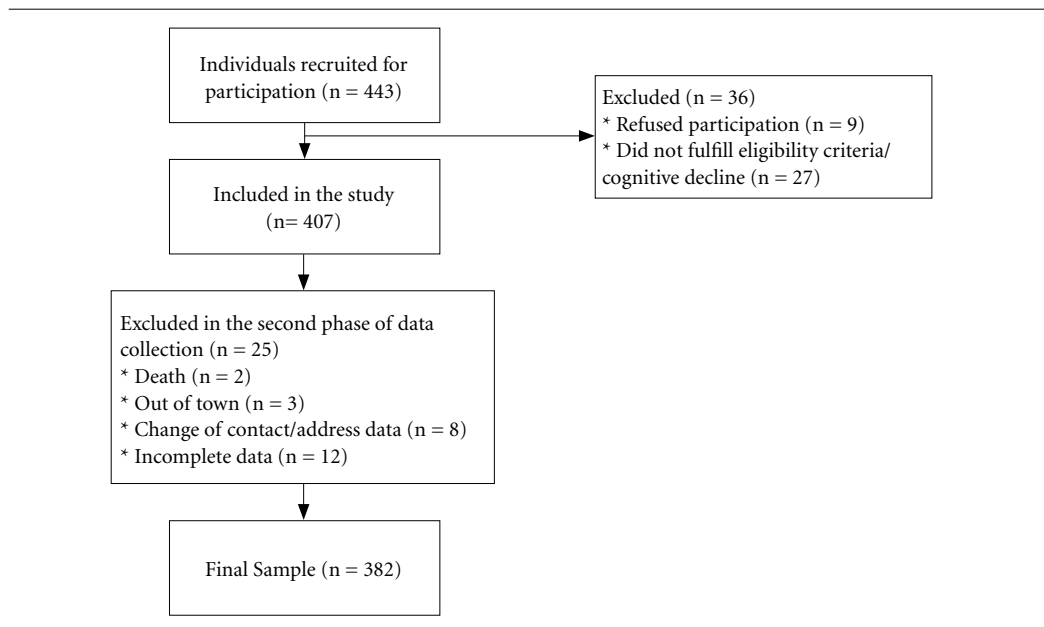 Individuals recruited for
participation (n = 443)
Excluded (n = 36)
* Refused participation (n = 9)
* Did not fulfill eligibility criteria/
cognitive decline (n = 27)
Included in the study
(n= 407)
Excluded in the second phase of data
collection (n = 25)
* Death (n = 2)
* Out of town (n = 3)
* Change of contact/address data (n = 8)
* Incomplete data (n = 12)
Final Sample (n = 382)